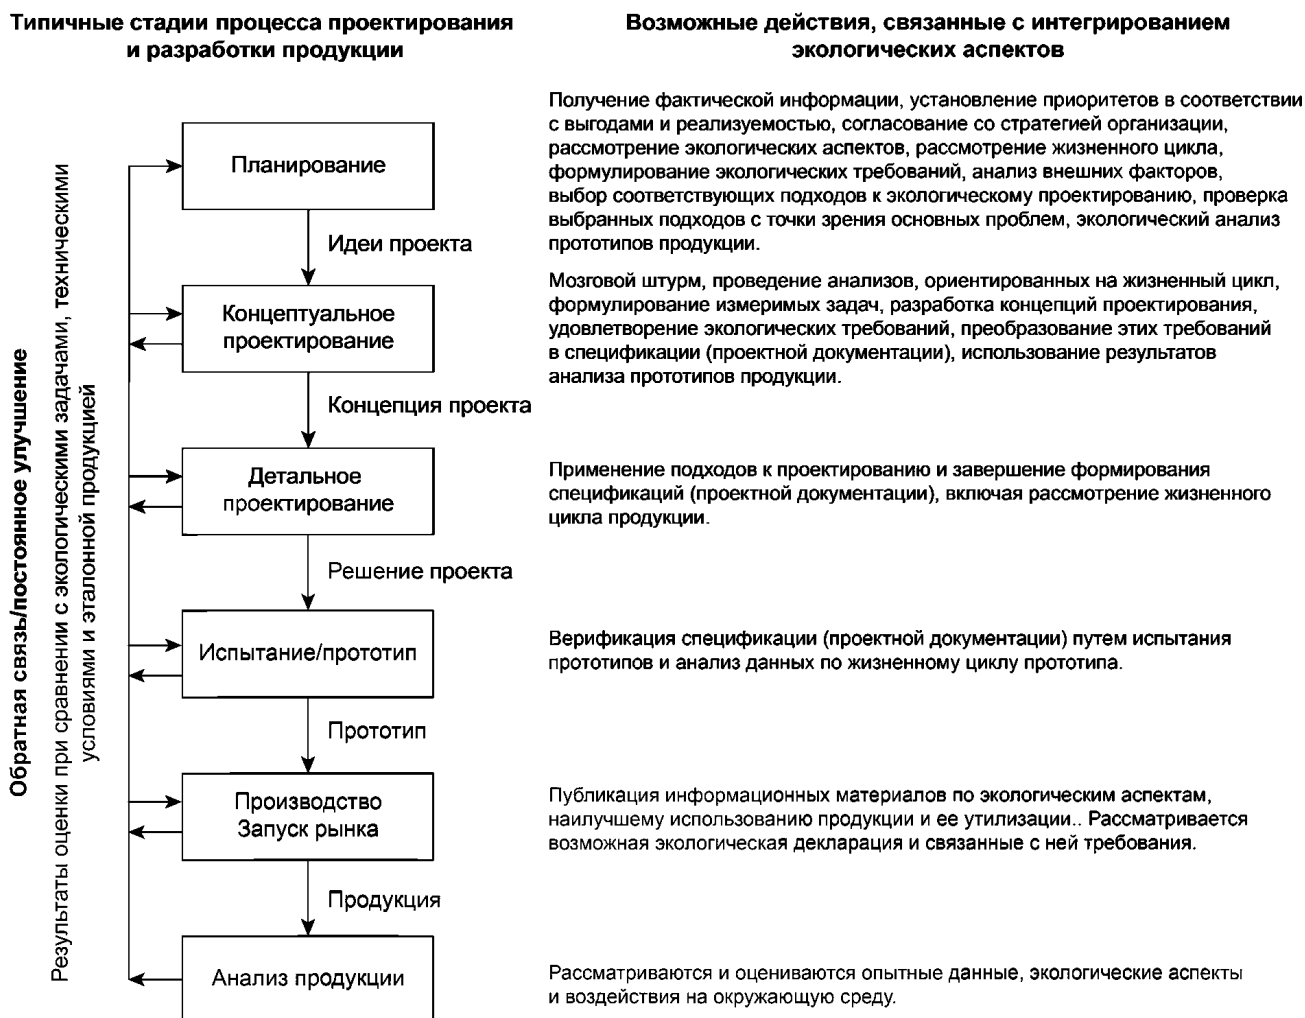 Типичные стадии процесса проектирования
и разработки продукции
Возможные действия, связанные с интегрированием
экологических аспектов
Обратная связь/постоянное улучшение
Результаты оценки при сравнении с экологическими задачами, техническими
условиями и эталонной продукцией
Планирование
Получение фактической информации, установление приоритетов в соответствии
с выгодами и реализуемостью, согласование со стратегией организации,
рассмотрение экологических аспектов, рассмотрение жизненного цикла,
формулирование экологических требований, анализ внешних факторов,
выбор соответствующих подходов к экологическому проектированию, проверка
выбранных подходов с точки зрения основных проблем, экологический анализ
прототипов продукции.
Идеи проекта
Концептуальное
проектирование
Мозговой штурм, проведение анализов, ориентированных на жизненный цикл,
формулирование измеримых задач, разработка концепций проектирования,
удовлетворение экологических требований, преобразование этих требований
в спецификации (проектной документации), использование результатов
анализа прототипов продукции.
Концепция проекта
Детальное
проектирование
Применение подходов к проектированию и завершение формирования
спецификаций (проектной документации), включая рассмотрение жизненного
цикла продукции.
Решение проекта
Испытание/прототип
Верификация спецификации (проектной документации) путем испытания
прототипов и анализ данных по жизненному циклу прототипа.
Прототип
Производство
Запуск рынка
Публикация информационных материалов по экологическим аспектам,
наилучшему использованию продукции и ее утилизации.. Рассматривается
возможная экологическая декларация и связанные с ней требования.
Продукция
Анализ продукции
Рассматриваются и оцениваются опытные данные, экологические аспекты
и воздействия на окружающую среду.